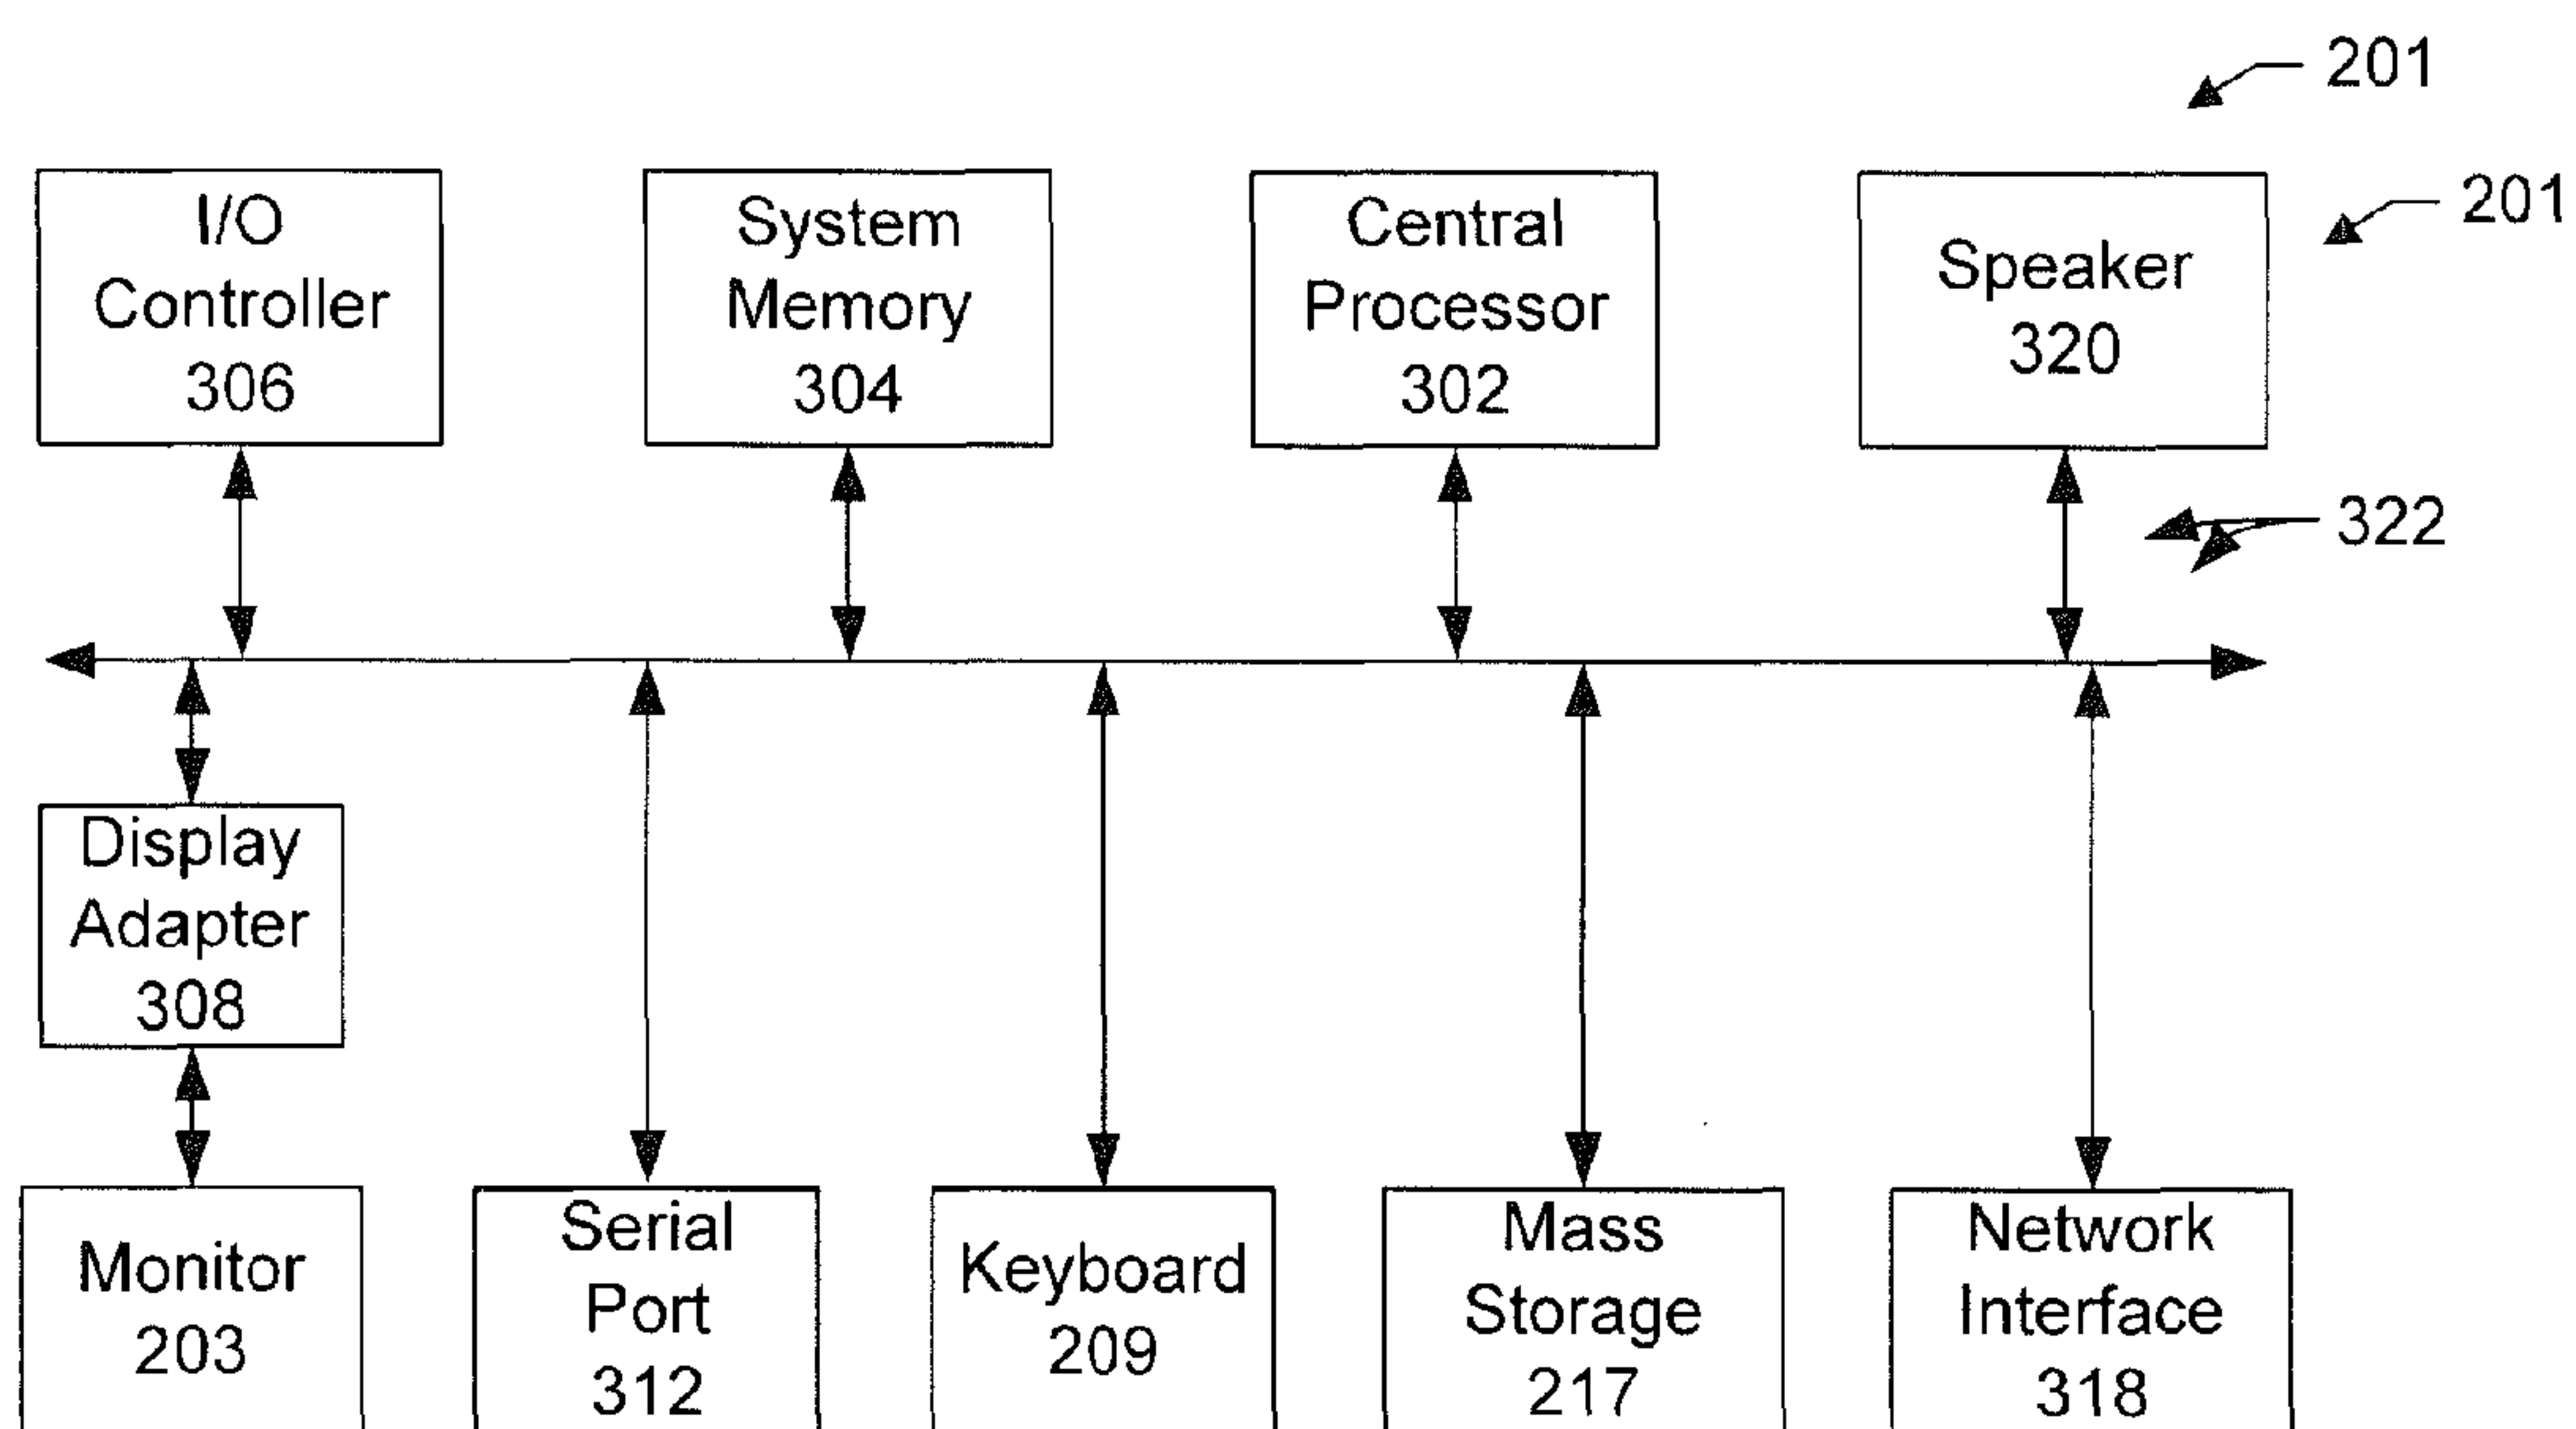 201
201
I/O
Controller
306
System
Memory
304
Central
Processor
302
Speaker
320
322
Display
Adapter
308
Monitor
203
Serial
Port
312
Keyboard
209
Mass
Storage
217
Network
Interface
318